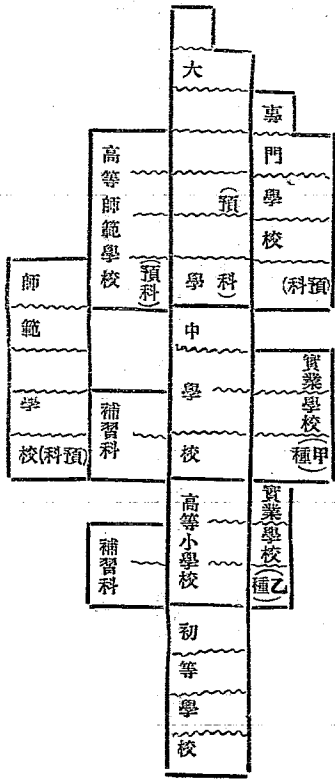 專門學校(預科)
實業學校(甲種)
實業學校(乙種)
大學(預科)
中學校
高等小學校
初等學校
高等師範學校(預科)
補習科
補習科
師範学校(預科)